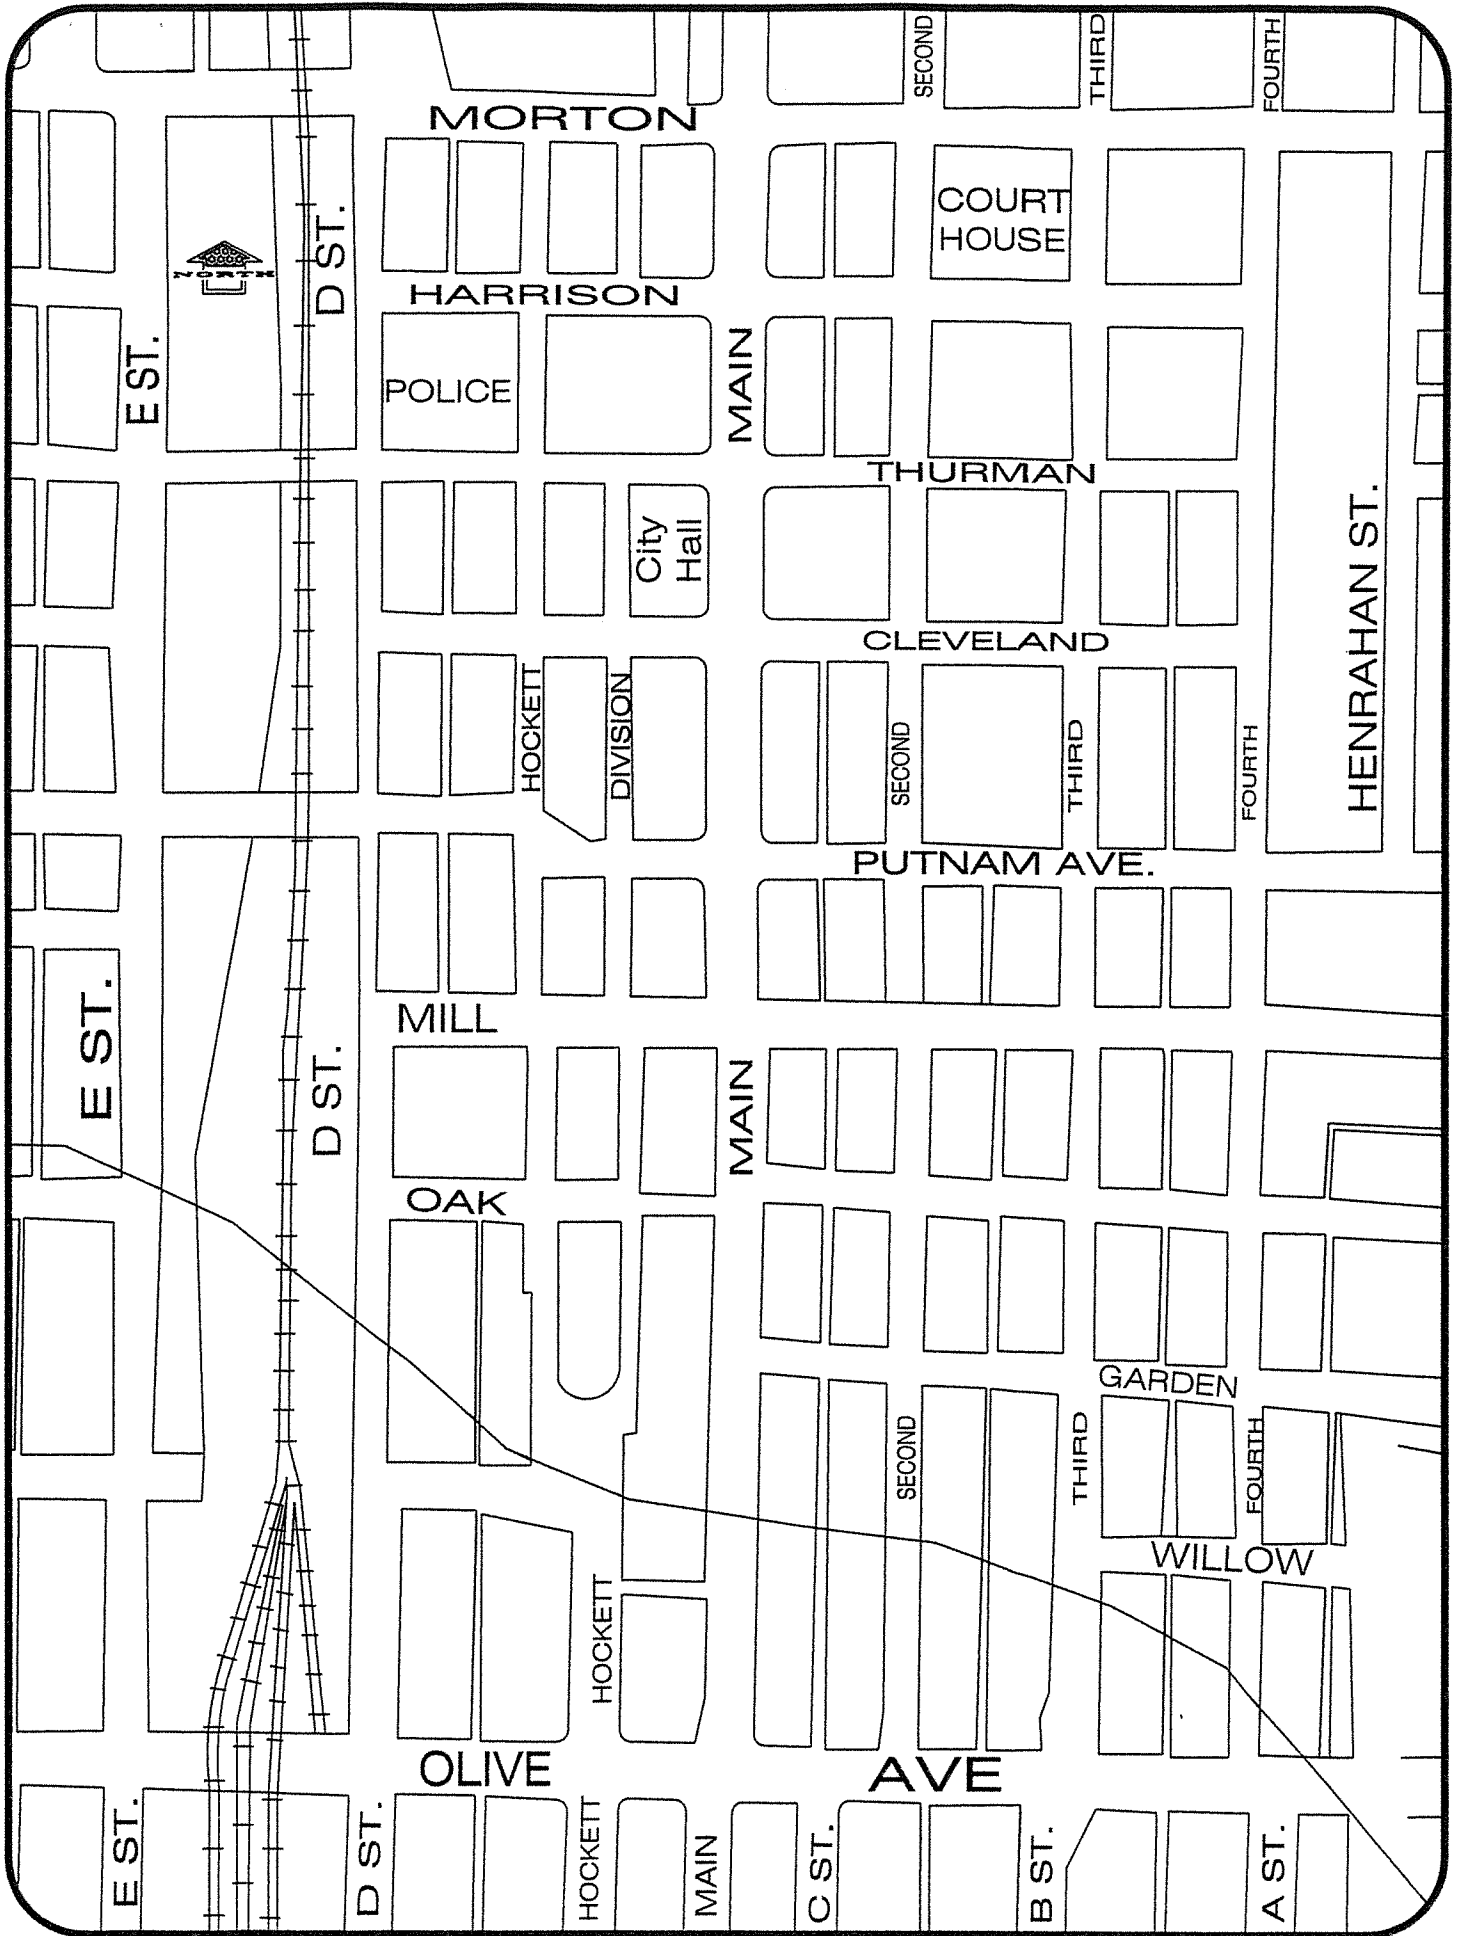 SECOND
THIRD
FOURTH
MORTON
COURT
HOUSE
NORTH
D ST.
HARRISON
E ST.
POLICE
MAIN
THURMAN
City
Hall
HENRAHAN ST.
CLEVELAND
HOCKETT
DIVISION
SECOND
THIRD
FOURTH
PUTNAM AVE.
E ST.
MILL
D ST.
MAIN
OAK
GARDEN
SECOND
THIRD
FOURTH
WILLOW
HOCKETT
OLIVE
AVE
E ST.
D ST.
HOCKETT
MAIN
C ST.
B ST.
A ST.